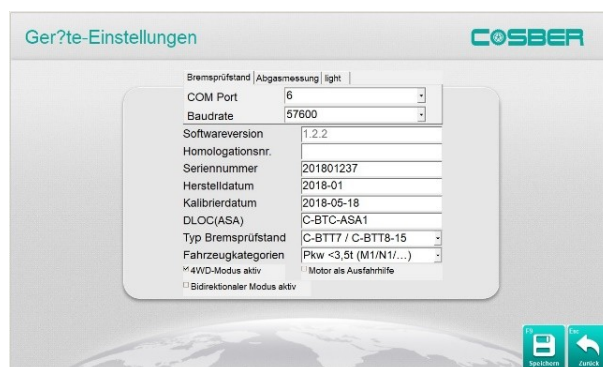 Ger?te-Einstellungen
COSBER
Bremsprüfstand Abgasmessung light
COM Port 6
Baudrate 57600
Softwareversion 1.2.2
Homologationsnr.
Seriennummer 201801237
Herstelldatum 2018-01
Kalibrierdatum 2018-05-18
DLOC(ASA) C-BTC-ASA1
Typ Bremsprüfstand C-BTT7 / C-BTT8-15
Fahrzeugkategorien Pkw <3,5t (M1/N1/...)
4WD-Modus aktiv Motor als Ausfahrhilfe
Bidirektionaler Modus aktiv
F5 Esc
Speichern Zurück